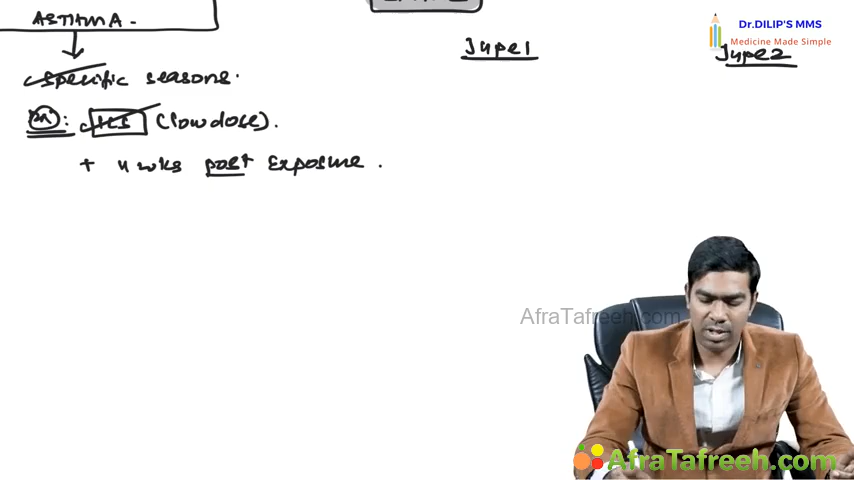 ASTHMA -
Specific seasons.
Rx : ICS (low dose).
+ 4 wks post exposure .
Type 1
Type 2
Dr.DILIP'S MMS
Medicine Made Simple
AfraTafreeh.com
AfraTafreeh.com